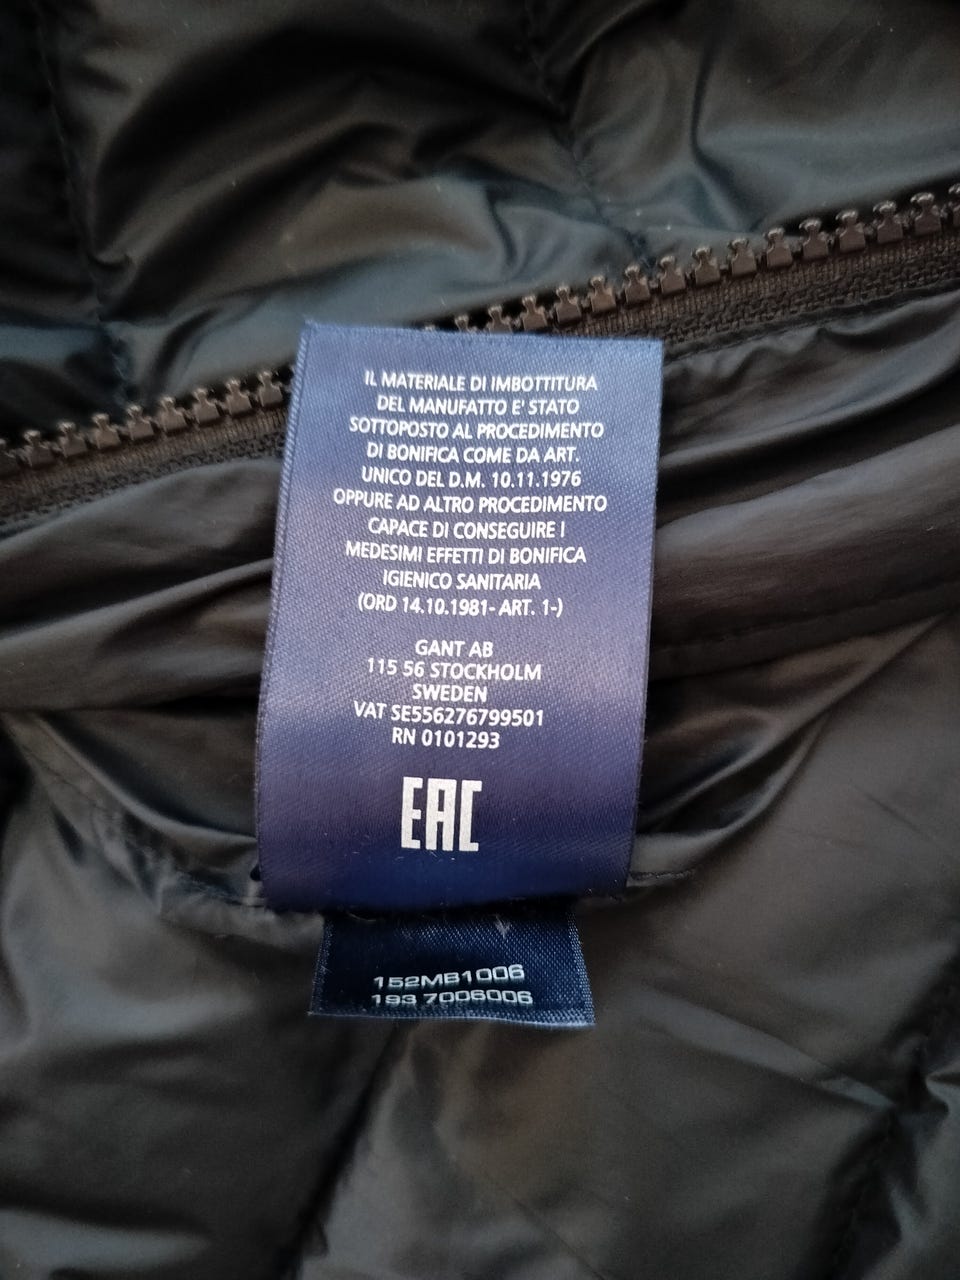 IL MATERIALE DI IMBOTTITURA
DEL MANUFATTO E' STATO
SOTTOPOSTO AL PROCEDIMENTO
DI BONIFICA COME DA ART.
UNICO DEL D.M. 10.11.1976
OPPURE AD ALTRO PROCEDIMENTO
CAPACE DI CONSEGUIRE I
MEDESIMI EFFETTI DI BONIFICA
IGIENICO SANITARIA
(ORD 14.10.1981- ART. 1-)
GANT AB
115 56 STOCKHOLM
SWEDEN
VAT SE556276799501
RN 0101293
EAC
152MB1006
193 7006006